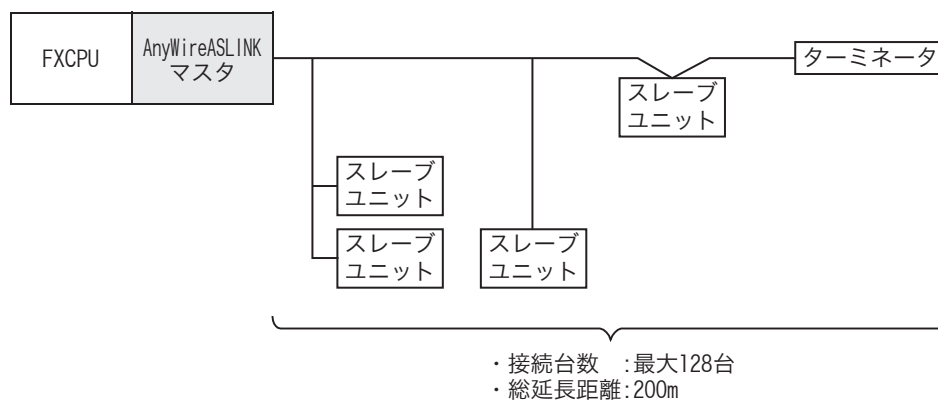 FXCPU
AnyWireASLINK
マスタ
ターミネータ
スレーブ
ユニット
スレーブ
ユニット
スレーブ
ユニット
スレーブ
ユニット
・接続台数　:最大128台
・総延長距離:200m